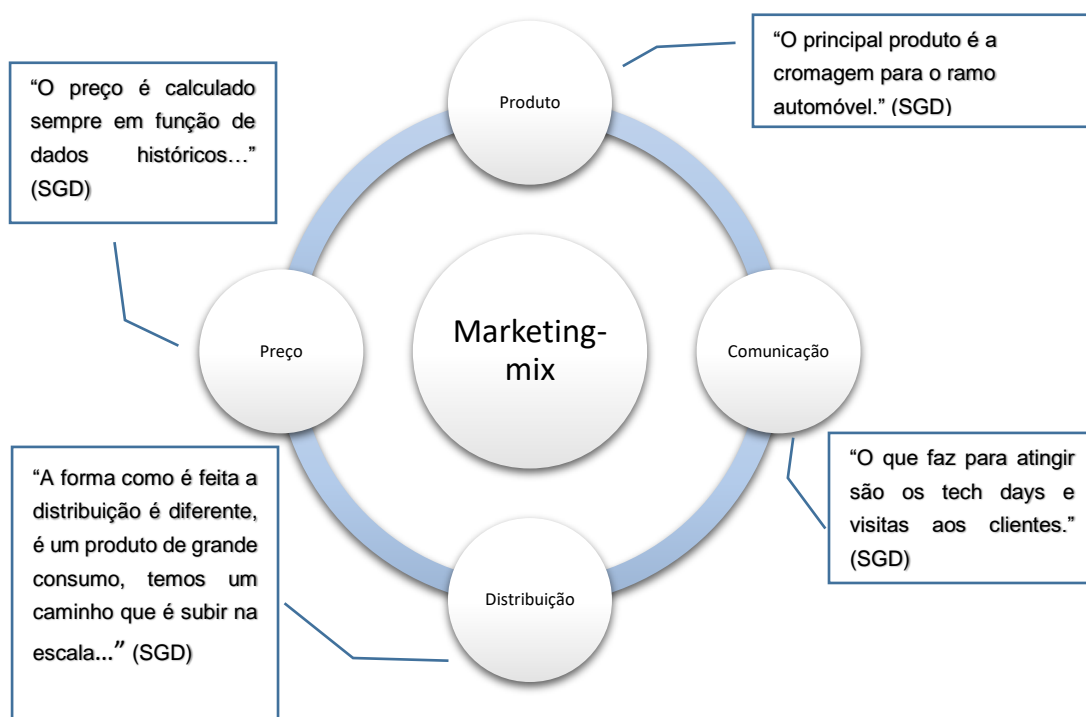 “O principal produto é a
cromagem para o ramo
automóvel.” (SGD)
Produto
“O preço é calculado
sempre em função de
dados históricos…”
(SGD)
Preço
Marketing-
mix
Comunicação
“O que faz para atingir
são os tech days e
visitas aos clientes.”
(SGD)
“A forma como é feita a
distribuição é diferente,
é um produto de grande
consumo, temos um
caminho que é subir na
escala...” (SGD)
Distribuição